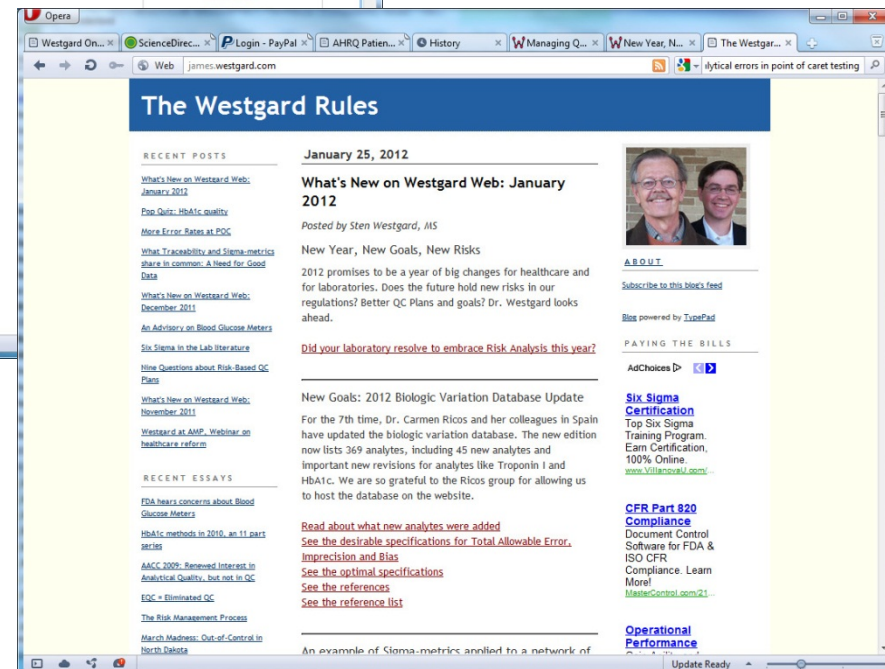 Opera
Westgard On...
ScienceDirec...
Login - PayPal
AHRQ Patien...
History
Managing Q...
New Year, N...
The Westgar...
Web james.westgard.com
lytical errors in point of caret testing
The Westgard Rules
RECENT POSTS
What's New on Westgard Web:
January 2012
Pop Quiz: HbA1c quality
More Error Rates at POC
What Traceability and Sigma-metrics
share in common: A Need for Good
Data
What's New on Westgard Web:
December 2011
An Advisory on Blood Glucose Meters
Six Sigma in the Lab literature
Nine Questions about Risk-Based QC
Plans
What's New on Westgard Web:
November 2011
Westgard at AMP, Webinar on
healthcare reform
RECENT ESSAYS
FDA hears concerns about Blood
Glucose Meters
HbA1c methods in 2010, an 11 part
series
AACC 2009: Renewed Interest in
Analytical Quality, but not in QC
EQC = Eliminated QC
The Risk Management Process
March Madness: Out-of-Control in
North Dakota
January 25, 2012
What's New on Westgard Web: January
2012
Posted by Sten Westgard, MS
New Year, New Goals, New Risks
2012 promises to be a year of big changes for healthcare and
for laboratories. Does the future hold new risks in our
regulations? Better QC Plans and goals? Dr. Westgard looks
ahead.
Did your laboratory resolve to embrace Risk Analysis this year?
New Goals: 2012 Biologic Variation Database Update
For the 7th time, Dr. Carmen Ricos and her colleagues in Spain
have updated the biologic variation database. The new edition
now lists 369 analytes, including 45 new analytes and
important new revisions for analytes like Troponin I and
HbA1c. We are so grateful to the Ricos group for allowing us
to host the database on the website.
Read about what new analytes were added
See the desirable specifications for Total Allowable Error,
Imprecision and Bias
See the optimal specifications
See the references
See the reference list
An example of Sigma-metrics applied to a network of
ABOUT
Subscribe to this blog's feed
Blog powered by TypePad
PAYING THE BILLS
AdChoices
Six Sigma
Certification
Top Six Sigma
Training Program.
Earn Certification,
100% Online.
www.VillanovaU.com/...
CFR Part 820
Compliance
Document Control
Software for FDA &
ISO CFR
Compliance. Learn
More!
MasterControl.com/21...
Operational
Performance
Update Ready